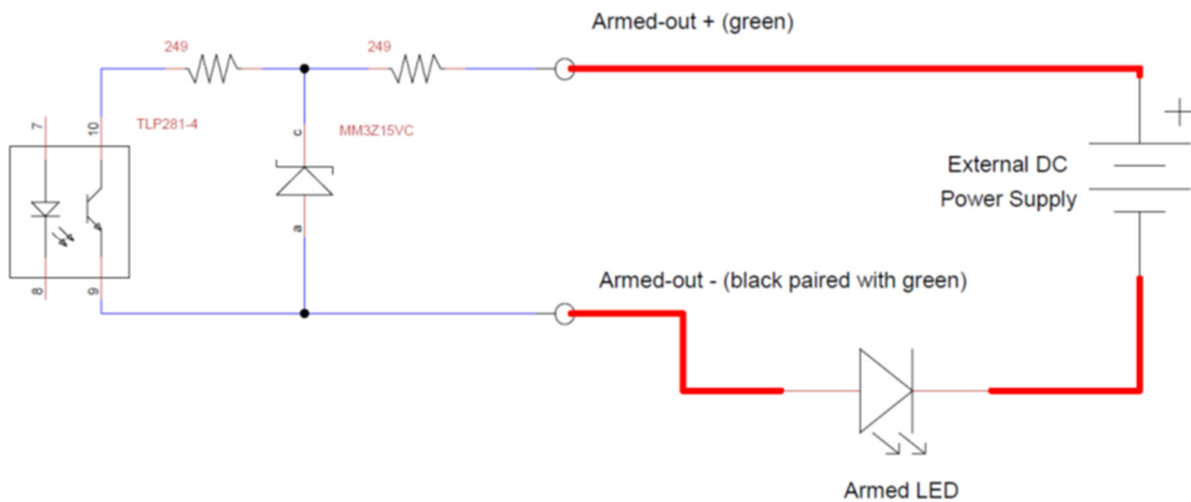 Armed-out + (green)
249
249
7
10
TLP281-4
c
MM3Z15VC
+
External DC
Power Supply
a
Armed-out - (black paired with green)
8
9
Armed LED